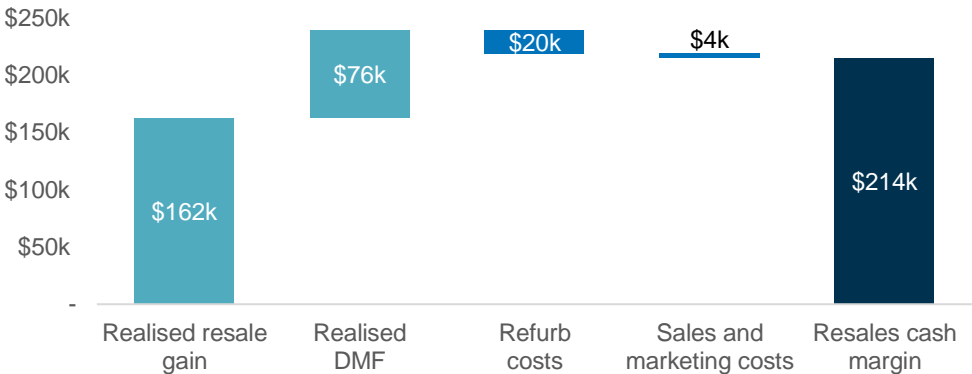 $250k
$200k
$150k
$100k
$50k
-
$162k
$76k
$20k
$4k
$214k
Realised resale
gain
Realised
DMF
Refurb
costs
Sales and
marketing costs
Resales cash
margin